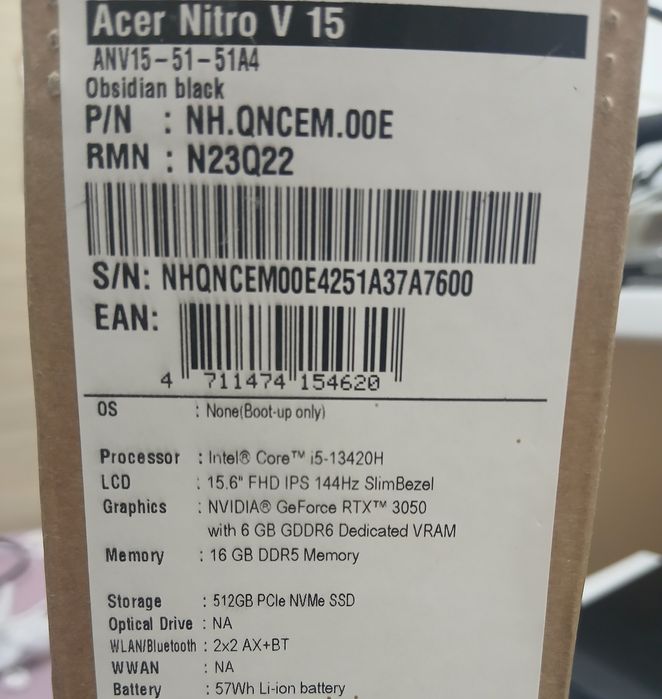 Acer Nitro V 15
ANV15-51-51A4
Obsidian black
P/N : NH.QNCEM.00E
RMN : N23Q22
S/N: NHQNCEM00E4251A37A7600
EAN:
4 711474 154620
OS : None(Boot-up only)
Processor : Intel® Core™ i5-13420H
LCD : 15.6" FHD IPS 144Hz SlimBezel
Graphics : NVIDIA® GeForce RTX™ 3050
with 6 GB GDDR6 Dedicated VRAM
Memory : 16 GB DDR5 Memory
Storage : 512GB PCIe NVMe SSD
Optical Drive : NA
WLAN/Bluetooth : 2x2 AX+BT
WWAN : NA
Battery : 57Wh Li-ion battery